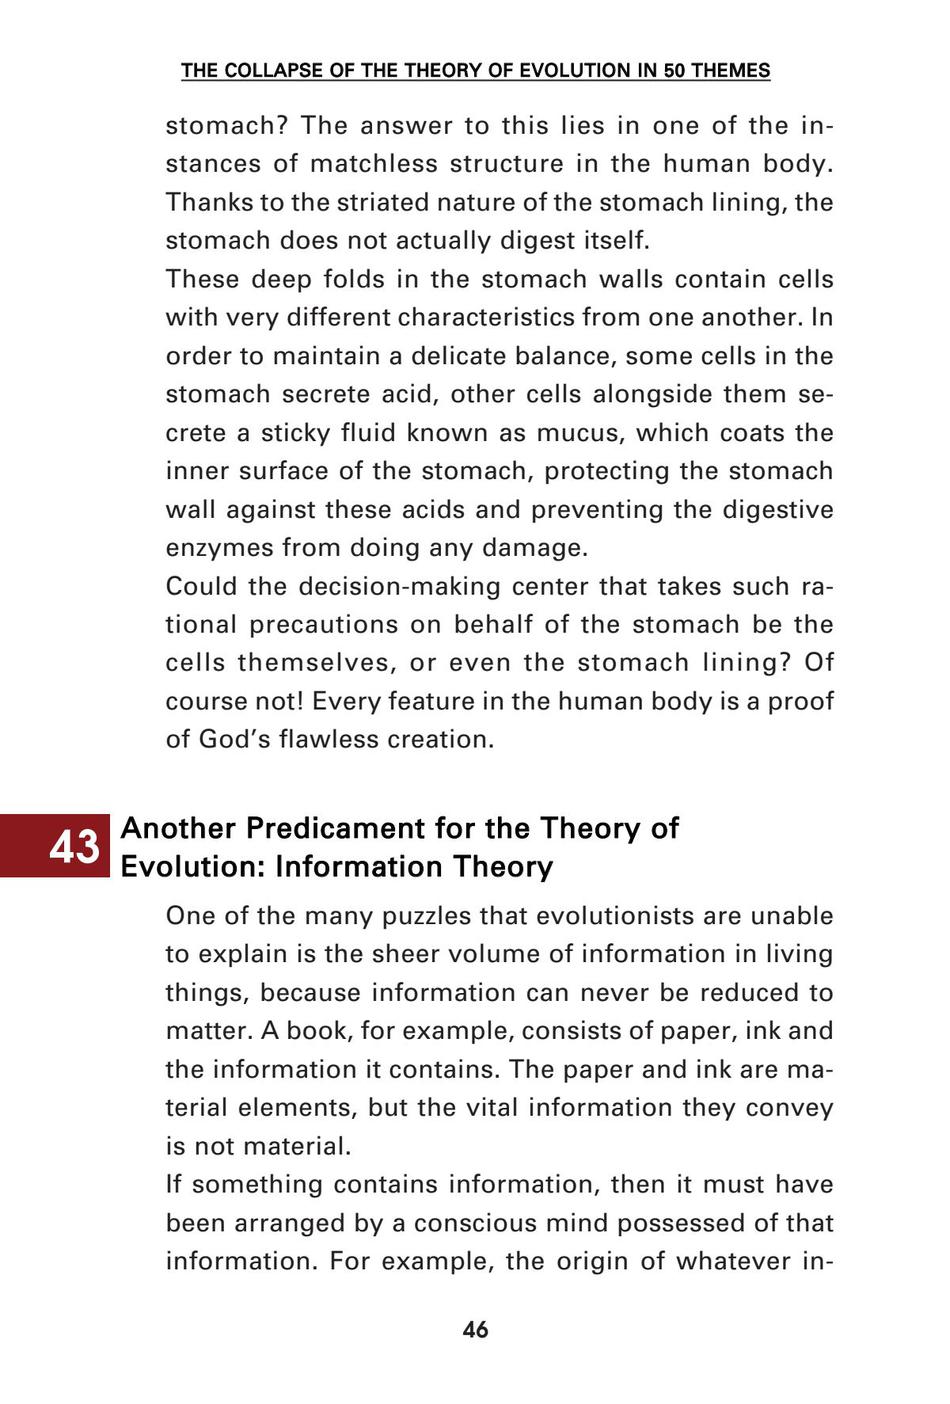 THE COLLAPSE OF THE THEORY OF EVOLUTION IN 50 THEMES
stomach? The answer to this lies in one of the in-
stances of matchless structure in the human body.
Thanks to the striated nature of the stomach lining, the
stomach does not actually digest itself.
These deep folds in the stomach walls contain cells
with very different characteristics from one another. In
order to maintain a delicate balance, some cells in the
stomach secrete acid, other cells alongside them se-
crete a sticky fluid known as mucus, which coats the
inner surface of the stomach, protecting the stomach
wall against these acids and preventing the digestive
enzymes from doing any damage.
Could the decision-making center that takes such ra-
tional precautions on behalf of the stomach be the
cells themselves, or even the stomach lining? Of
course not! Every feature in the human body is a proof
of God’s flawless creation.
43
Another Predicament for the Theory of
Evolution: Information Theory
One of the many puzzles that evolutionists are unable
to explain is the sheer volume of information in living
things, because information can never be reduced to
matter. A book, for example, consists of paper, ink and
the information it contains. The paper and ink are ma-
terial elements, but the vital information they convey
is not material.
If something contains information, then it must have
been arranged by a conscious mind possessed of that
information. For example, the origin of whatever in-
46